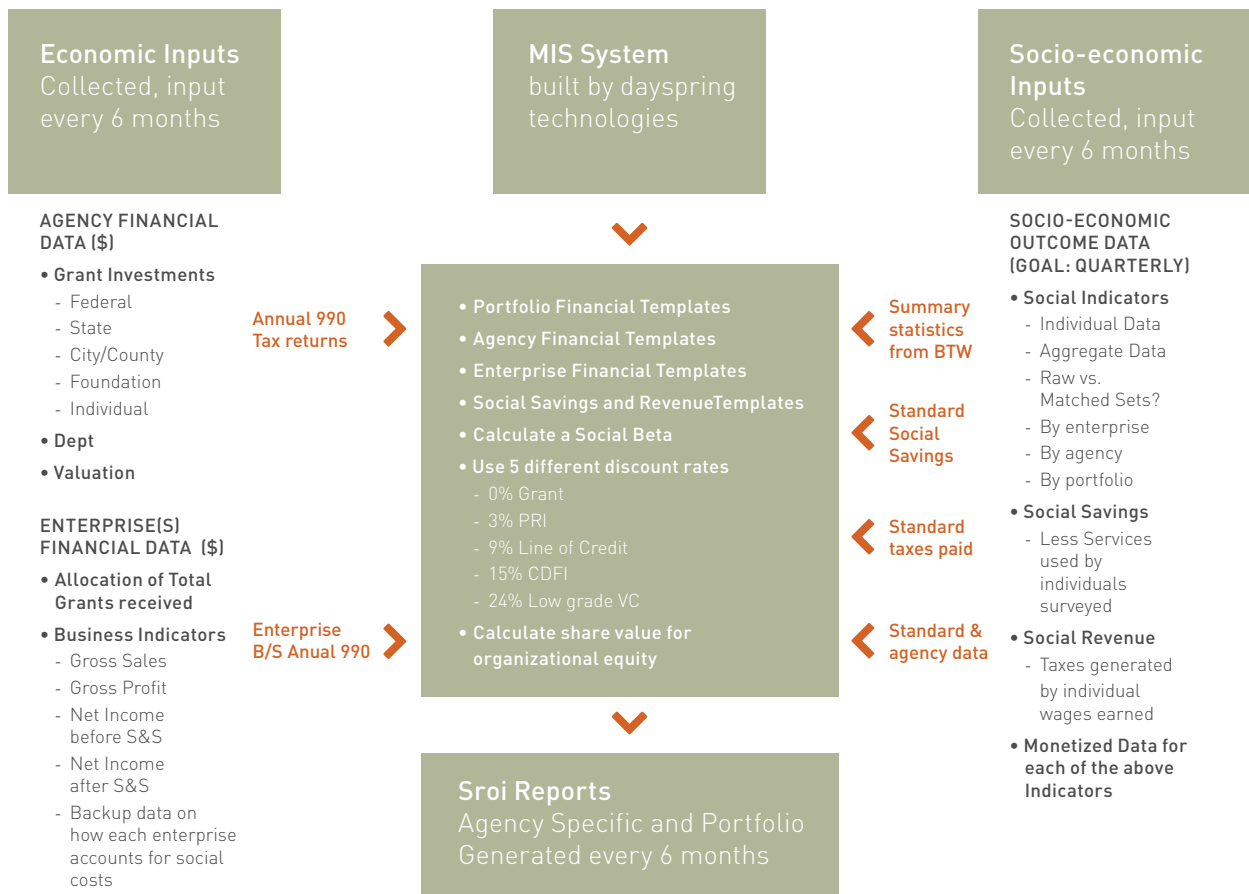 Economic Inputs
Collected, input
every 6 months
MIS System
built by dayspring
technologies
Socio-economic
Inputs
Collected, input
every 6 months
AGENCY FINANCIAL
DATA ($)
• Grant Investments
- Federal
- State
- City/County
- Foundation
- Individual
• Dept
• Valuation
ENTERPRISE(S)
FINANCIAL DATA ($)
• Allocation of Total
Grants received
• Business Indicators
- Gross Sales
- Gross Profit
- Net Income
before S&S
- Net Income
after S&S
- Backup data on
how each enterprise
accounts for social
costs
Annual 990
Tax returns
Enterprise
B/S Anual 990
• Portfolio Financial Templates
• Agency Financial Templates
• Enterprise Financial Templates
• Social Savings and RevenueTemplates
• Calculate a Social Beta
• Use 5 different discount rates
- 0% Grant
- 3% PRI
- 9% Line of Credit
- 15% CDFI
- 24% Low grade VC
• Calculate share value for
organizational equity
Summary
statistics
from BTW
Standard
Social
Savings
Standard
taxes paid
Standard &
agency data
SOCIO-ECONOMIC
OUTCOME DATA
(GOAL: QUARTERLY)
• Social Indicators
- Individual Data
- Aggregate Data
- Raw vs.
Matched Sets?
- By enterprise
- By agency
- By portfolio
• Social Savings
- Less Services
used by
individuals
surveyed
• Social Revenue
- Taxes generated
by individual
wages earned
• Monetized Data for
each of the above
Indicators
Sroi Reports
Agency Specific and Portfolio
Generated every 6 months